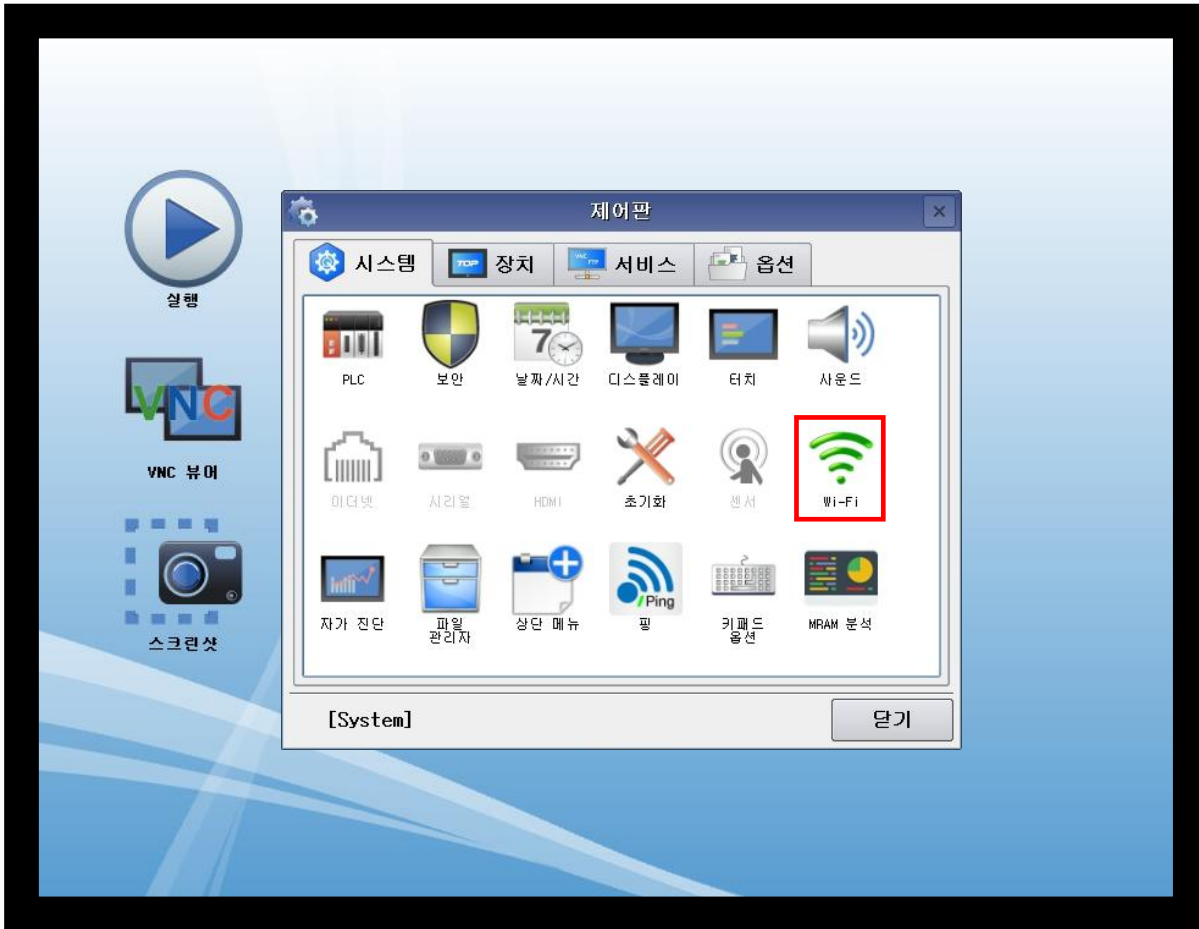 제어판
시스템
TOP
장치
VNC
FTP
서비스
옵션
실행
7
PLC
보안
날짜/시간
디스플레이
터치
사운드
VNC
VNC 뷰어
이더넷
시리얼
HDMI
초기화
센서
Wi-Fi
Ping
자가 진단
파일
관리자
상단 메뉴
핑
키패드
옵션
MRAM 분석
스크린샷
[System]
닫기